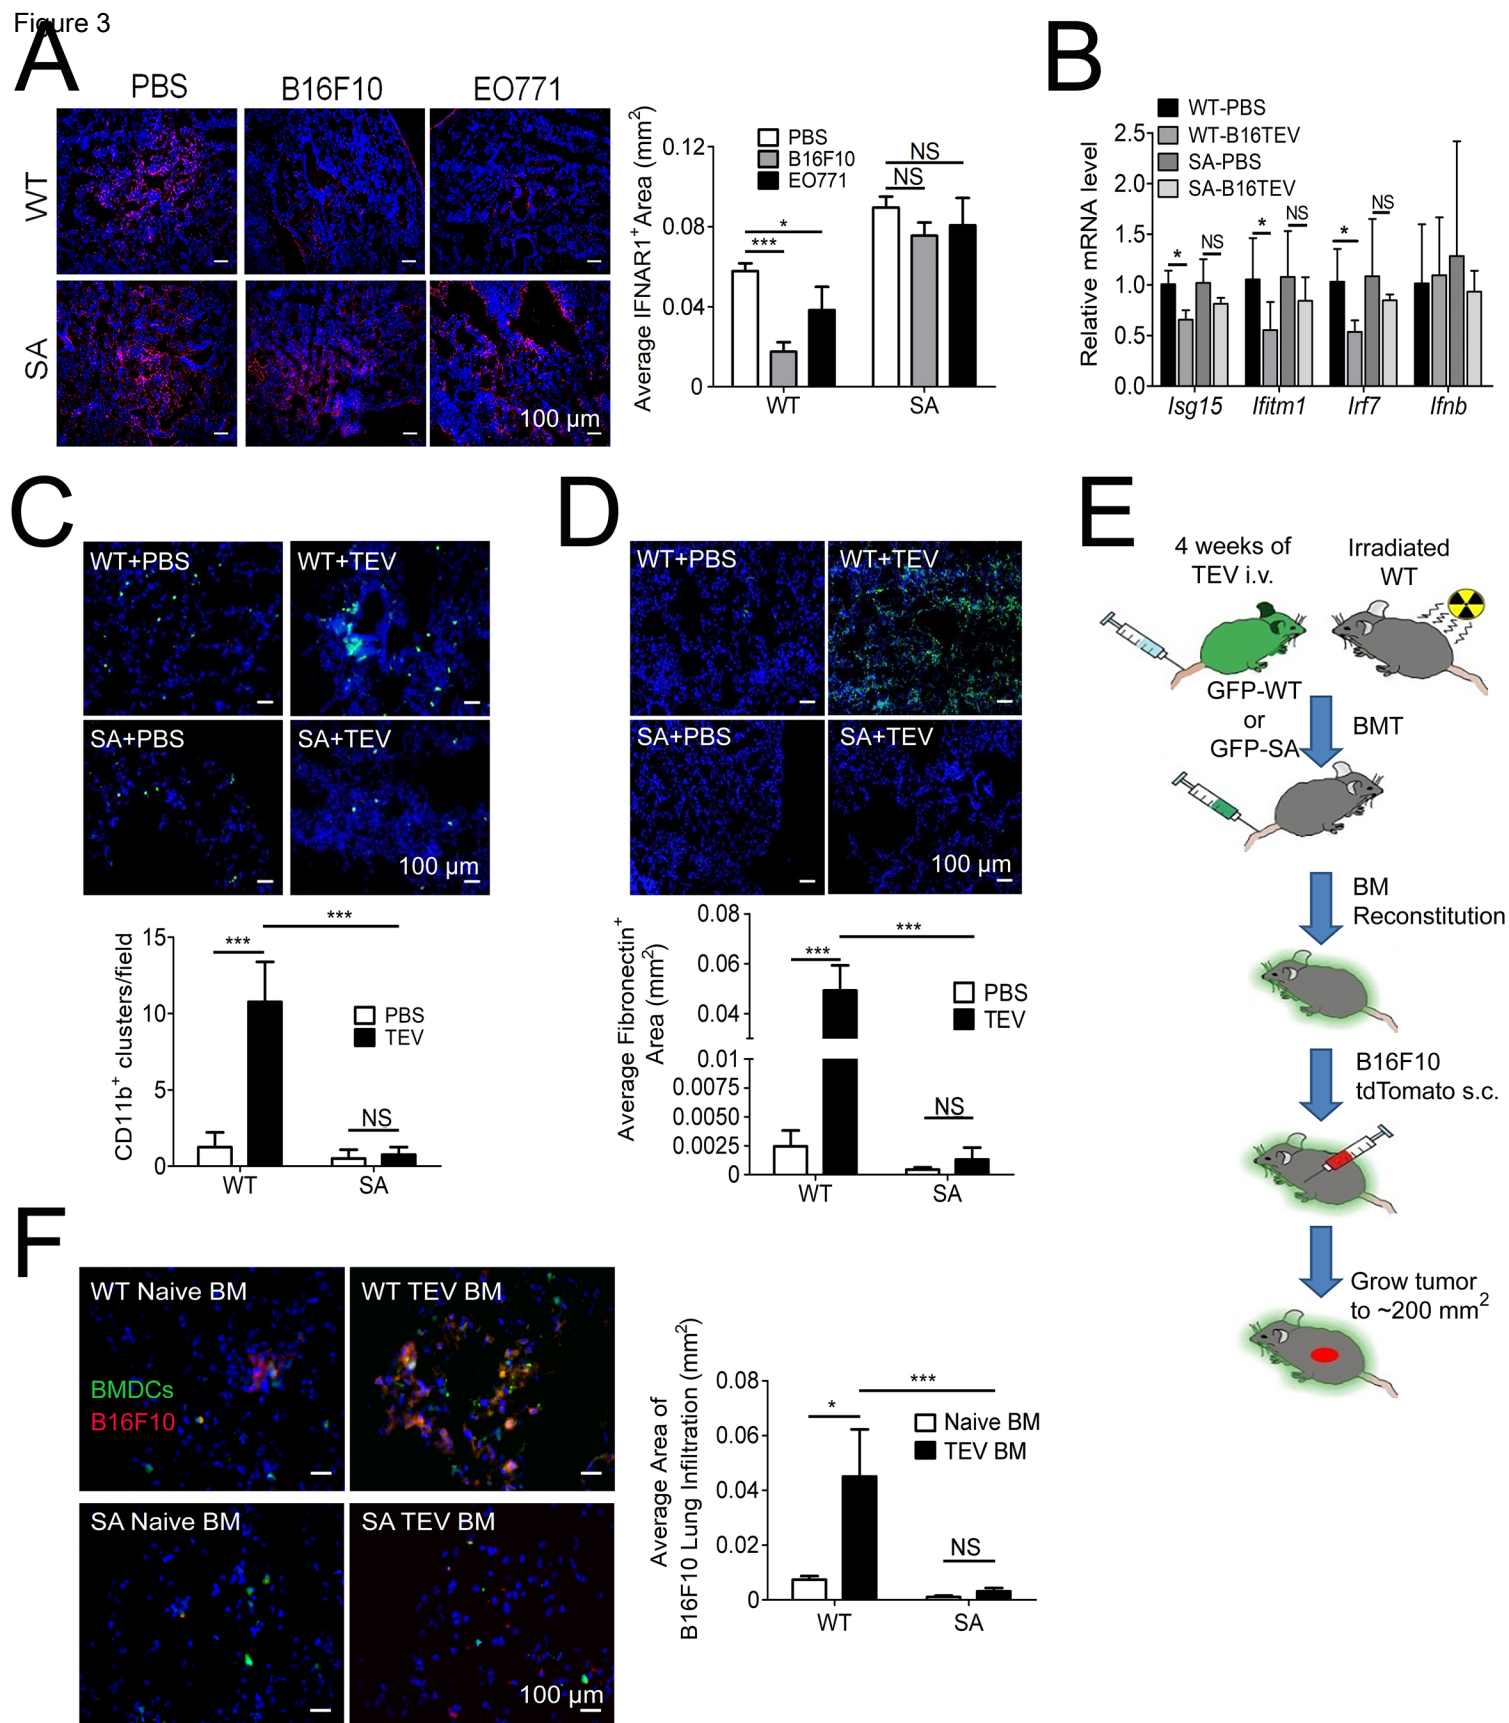 Figure 3
A
PBS
B16F10
EO771
WT
SA
100 µm
Average IFNAR1+Area (mm2)
0.12
0.08
0.04
0
PBS
B16F10
EO771
***
*
NS
NS
WT
SA
B
WT-PBS
WT-B16TEV
SA-PBS
SA-B16TEV
Relative mRNA level
2.5
2.0
1.5
1.0
0.5
0.0
*
NS
*
NS
*
NS
Isg15
Ifitm1
Irf7
Ifnb
C
WT+PBS
WT+TEV
SA+PBS
SA+TEV
100 µm
CD11b+ clusters/field
15
10
5
0
***
***
NS
PBS
TEV
WT
SA
D
WT+PBS
WT+TEV
SA+PBS
SA+TEV
100 µm
Average Fibronectin+
Area (mm2)
0.08
0.06
0.04
0.01
0.0075
0.0050
0.0025
0
***
***
NS
PBS
TEV
WT
SA
E
4 weeks of
TEV i.v.
Irradiated
WT
GFP-WT
or
GFP-SA
BMT
BM
Reconstitution
B16F10
tdTomato s.c.
Grow tumor
to ~200 mm2
F
WT Naive BM
BMDCs
B16F10
WT TEV BM
SA Naive BM
SA TEV BM
100 µm
Average Area of
B16F10 Lung Infiltration (mm2)
0.08
0.06
0.04
0.02
0
*
***
NS
Naive BM
TEV BM
WT
SA